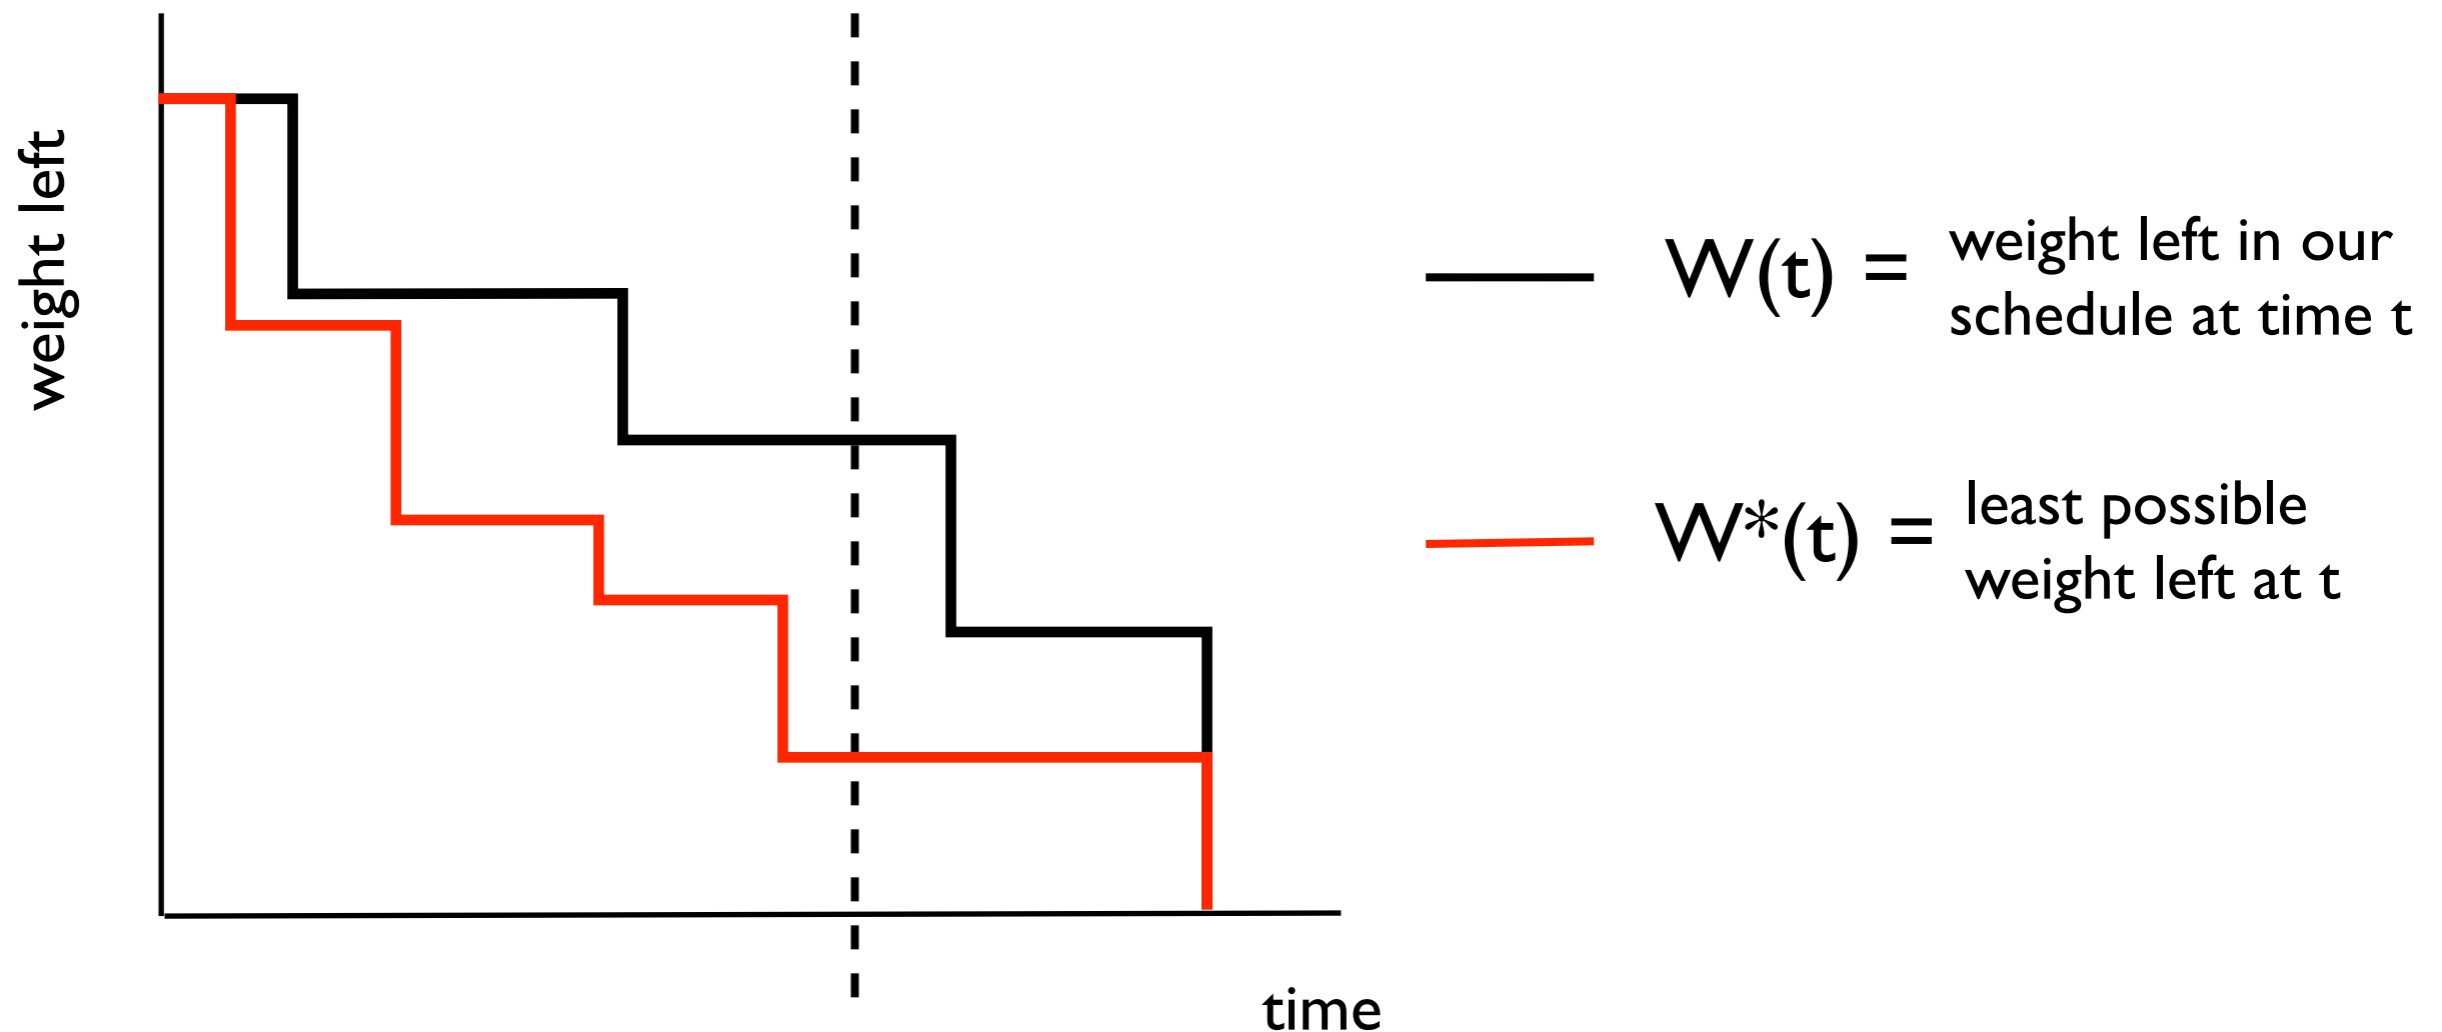 weight left
W(t) = weight left in our
schedule at time t
W*(t) = least possible
weight left at t
time